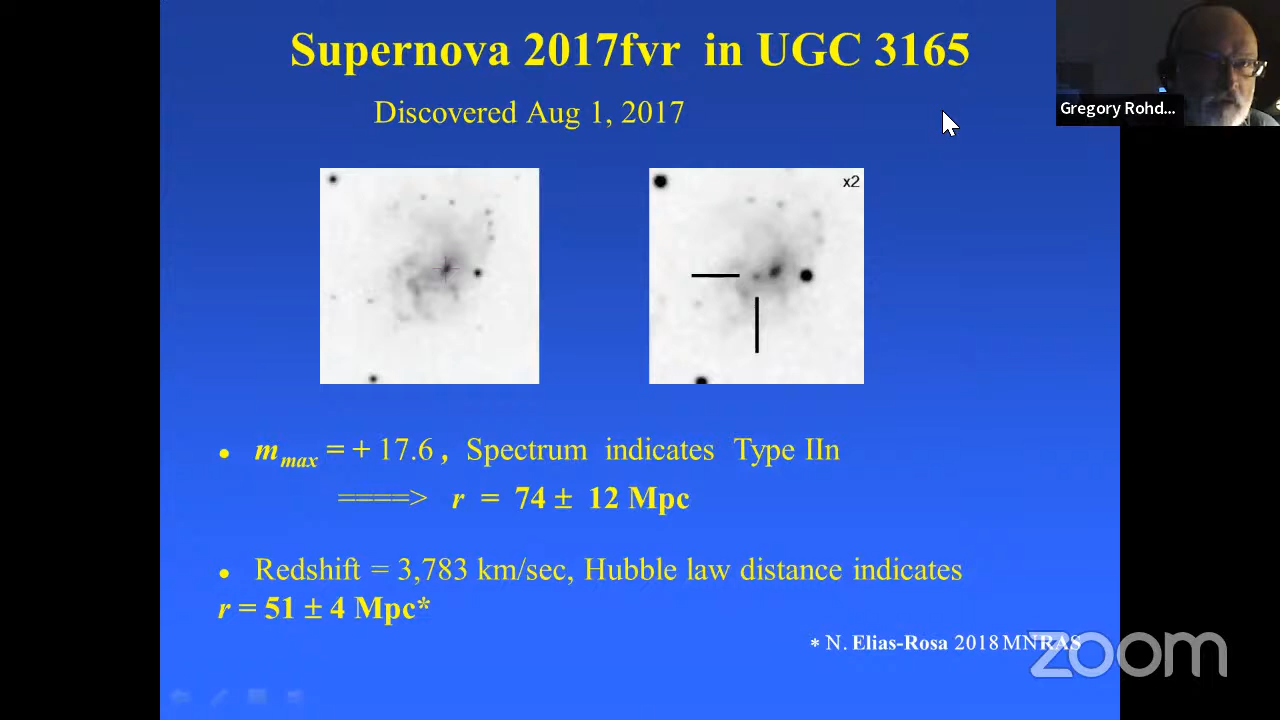 Supernova 2017fvr in UGC 3165
Discovered Aug 1, 2017
Gregory Rohd...
x2
• m max = + 17.6 , Spectrum indicates Type IIn
====> r = 74 ± 12 Mpc
• Redshift = 3,783 km/sec, Hubble law distance indicates
r = 51 ± 4 Mpc*
* N. Elias-Rosa 2018 MNRAS
zoom